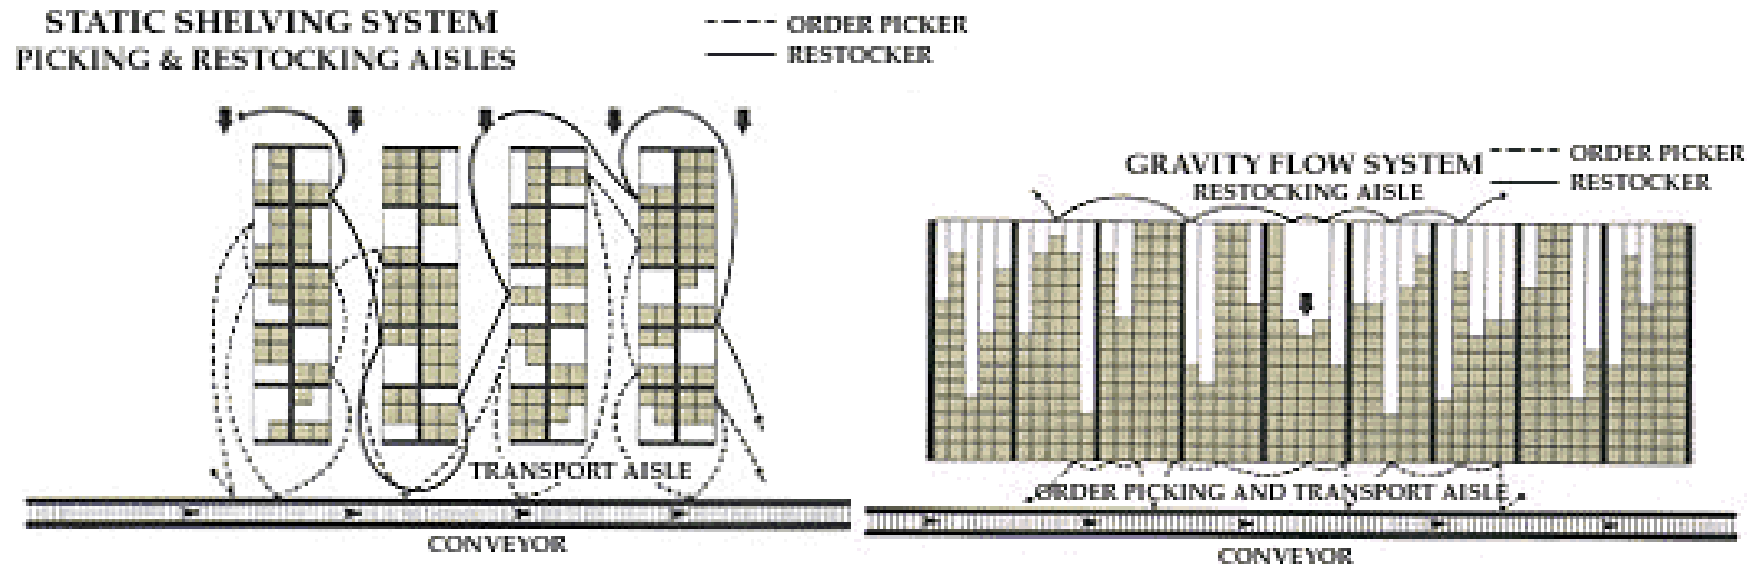 STATIC SHELVING SYSTEM
PICKING & RESTOCKING AISLES
ORDER PICKER
RESTOCKER
TRANSPORT AISLE
CONVEYOR
GRAVITY FLOW SYSTEM
RESTOCKING AISLE
ORDER PICKER
RESTOCKER
ORDER PICKING AND TRANSPORT AISLE
CONVEYOR